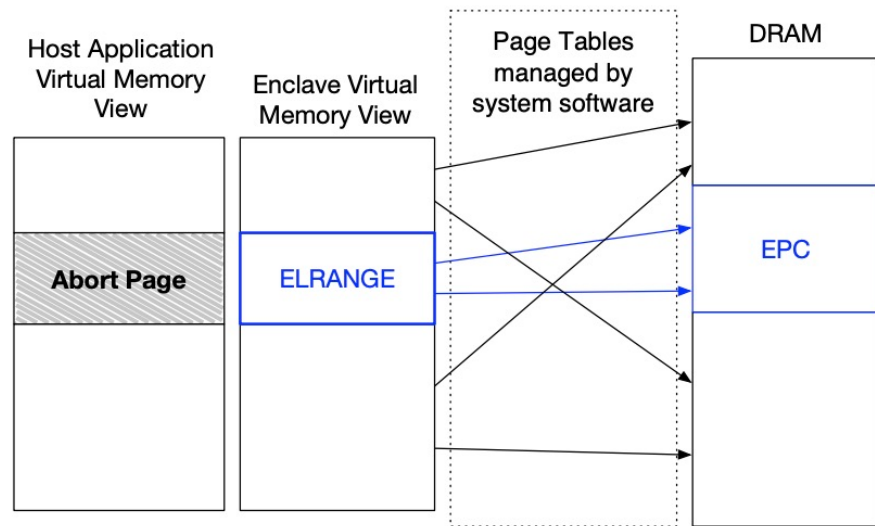 Host Application
Virtual Memory
View
Enclave Virtual
Memory View
Page Tables
managed by
system software
DRAM
Abort Page
ELRANGE
EPC